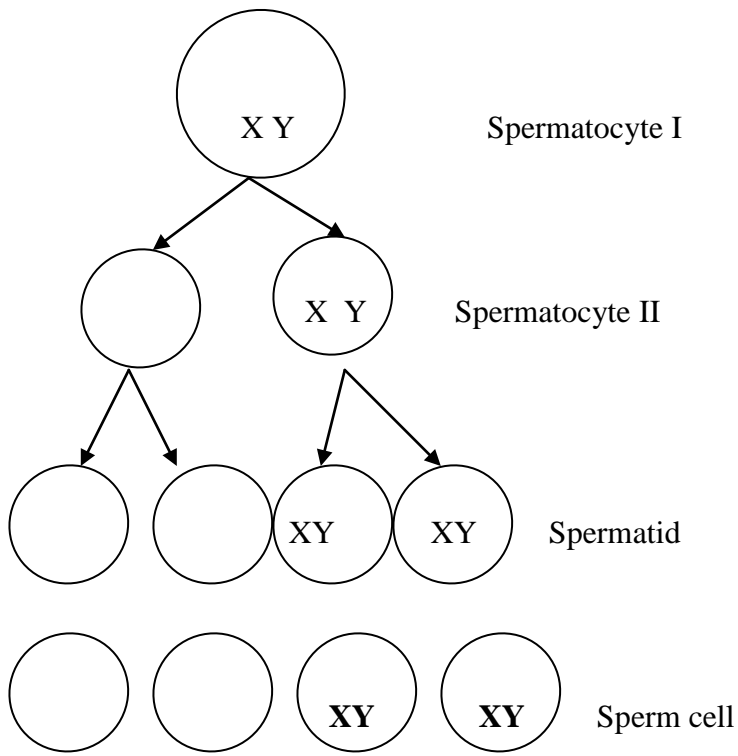 X Y Spermatocyte I
X Y Spermatocyte II
XY XY Spermatid
XY XY Sperm cell